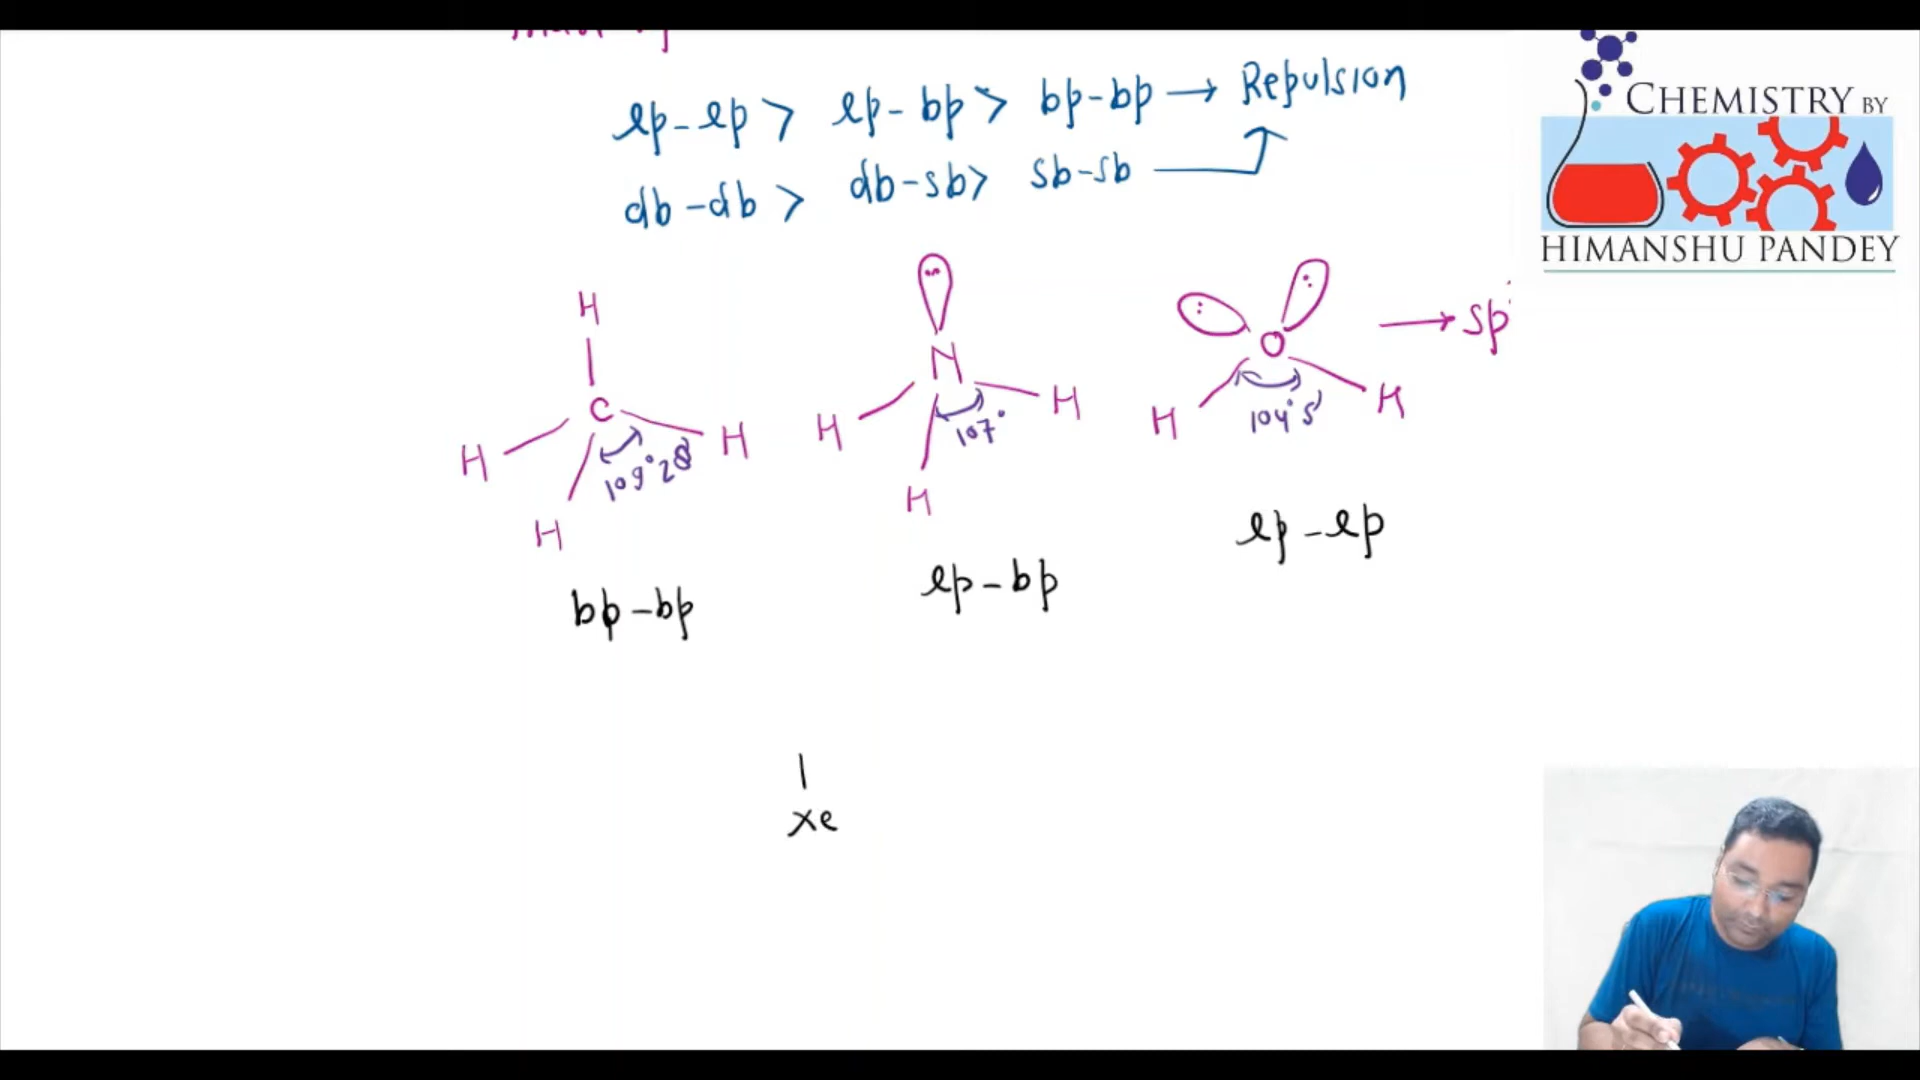 lp-lp > lp-bp > bp-bp → Repulsion
db-db > db-sb > sb-sb
CHEMISTRY BY
HIMANSHU PANDEY
H
C
H
H
H
109°28
N
H
H
H
107°
O
H
H
104°5'
→ sp
bp-bp
lp-bp
lp-lp
Xe